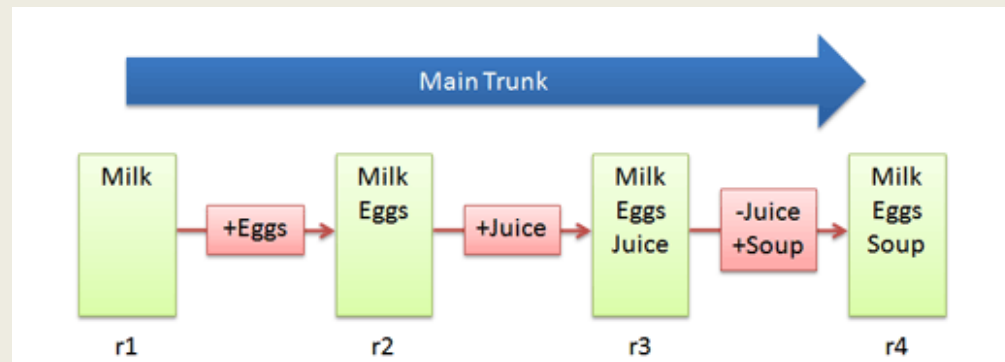 Main Trunk
Milk
+Eggs
Milk
Eggs
+Juice
Milk
Eggs
Juice
-Juice
+Soup
Milk
Eggs
Soup
r1
r2
r3
r4